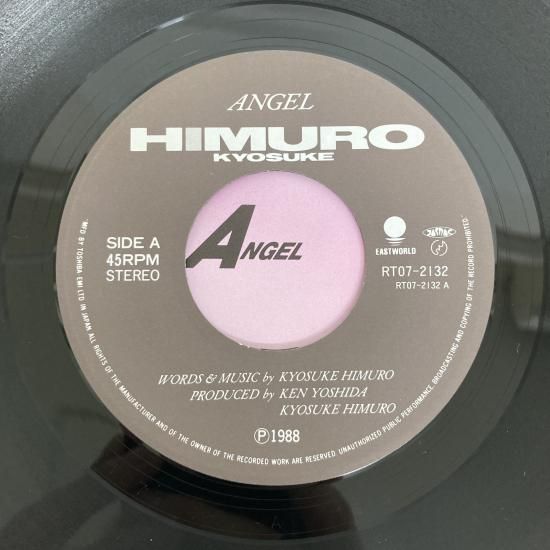 ANGEL
HIMURO
KYOSUKE
ANGEL
SIDE A
45RPM
STEREO
EASTWORLD
JASRAC
RT07-2132
RT07-2132 A
WORDS & MUSIC by KYOSUKE HIMURO
PRODUCED by KEN YOSHIDA
KYOSUKE HIMURO
Ⓟ1988
MFD BY TOSHIBA EMI LTD IN JAPAN ALL RIGHTS OF THE MANUFACTURER AND OF THE OWNER OF THE RECORDED WORK ARE RESERVED. UNAUTHORIZED PUBLIC PERFORMANCE, BROADCASTING AND COPYING OF THE RECORD PROHIBITED